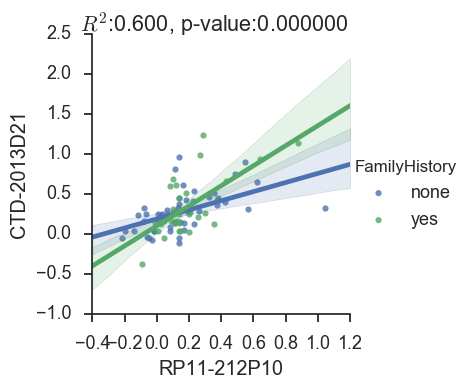 R²:0.600, p-value:0.000000
2.5
2.0
1.5
1.0
0.5
0.0
−0.5
−1.0
CTD-2013D21
FamilyHistory
none
yes
−0.4 −0.2 0.0 0.2 0.4 0.6 0.8 1.0 1.2
RP11-212P10